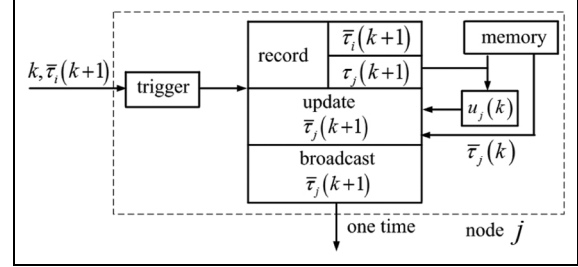 k, τ̄ᵢ(k+1)
trigger
record
τ̄ᵢ(k+1)
τⱼ(k+1)
memory
uⱼ(k)
update
τ̄ⱼ(k+1)
τ̄ⱼ(k)
broadcast
τ̄ⱼ(k+1)
one time
node j